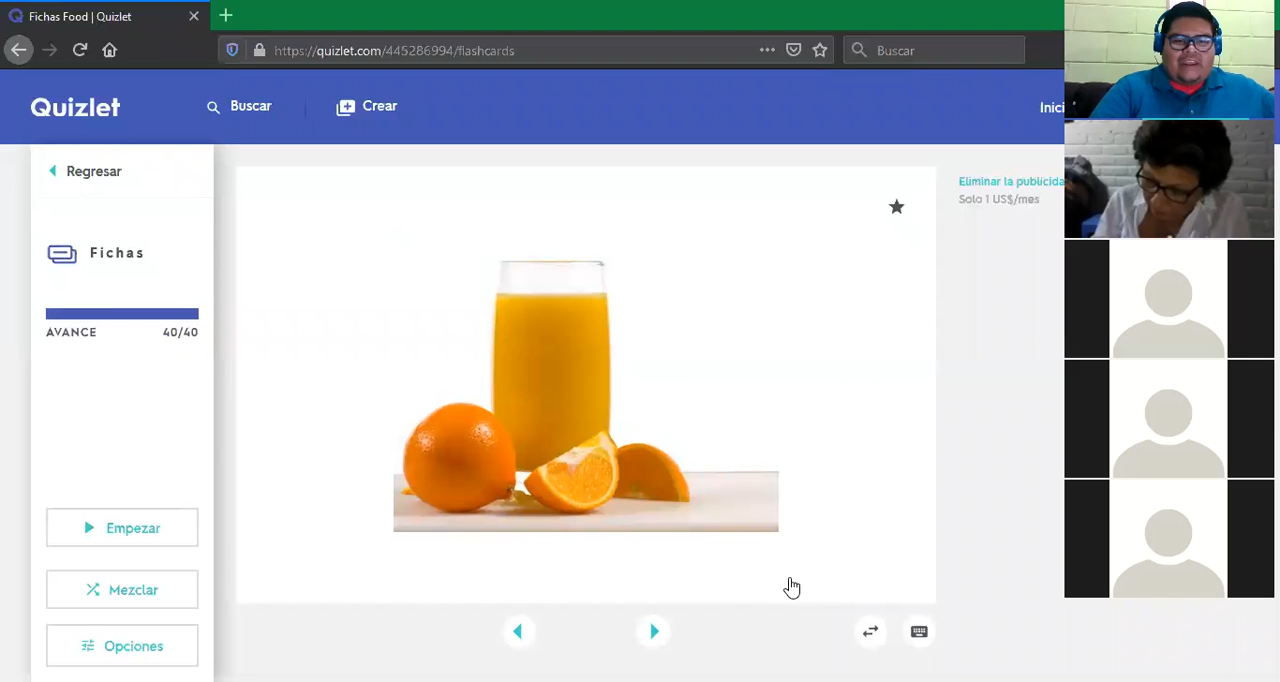 Fichas Food | Quizlet
https://quizlet.com/445286994/flashcards
Buscar
Quizlet
Buscar
Crear
Inici
Regresar
Eliminar la publicida
Solo 1 US$/mes
Fichas
AVANCE 40/40
Empezar
Mezclar
Opciones